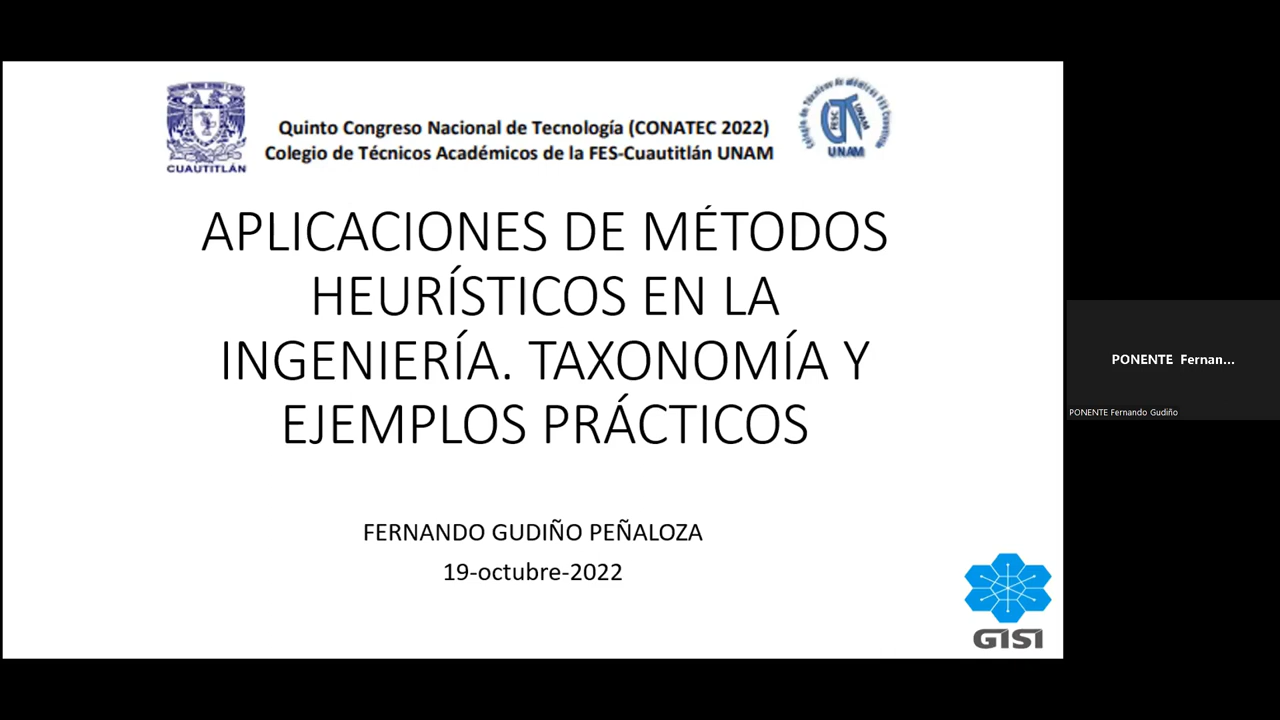 Quinto Congreso Nacional de Tecnología (CONATEC 2022)
Colegio de Técnicos Académicos de la FES-Cuautitlán UNAM
CUAUTITLÁN
UNAM
APLICACIONES DE MÉTODOS
HEURÍSTICOS EN LA
INGENIERÍA. TAXONOMÍA Y
EJEMPLOS PRÁCTICOS
FERNANDO GUDIÑO PEÑALOZA
19-octubre-2022
GISI
PONENTE Fernan...
PONENTE Fernando Gudiño